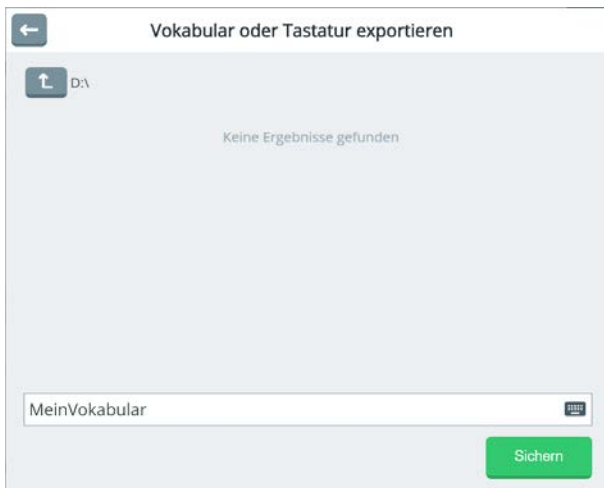 Vokabular oder Tastatur exportieren
D:\
Keine Ergebnisse gefunden
MeinVokabular
Sichern